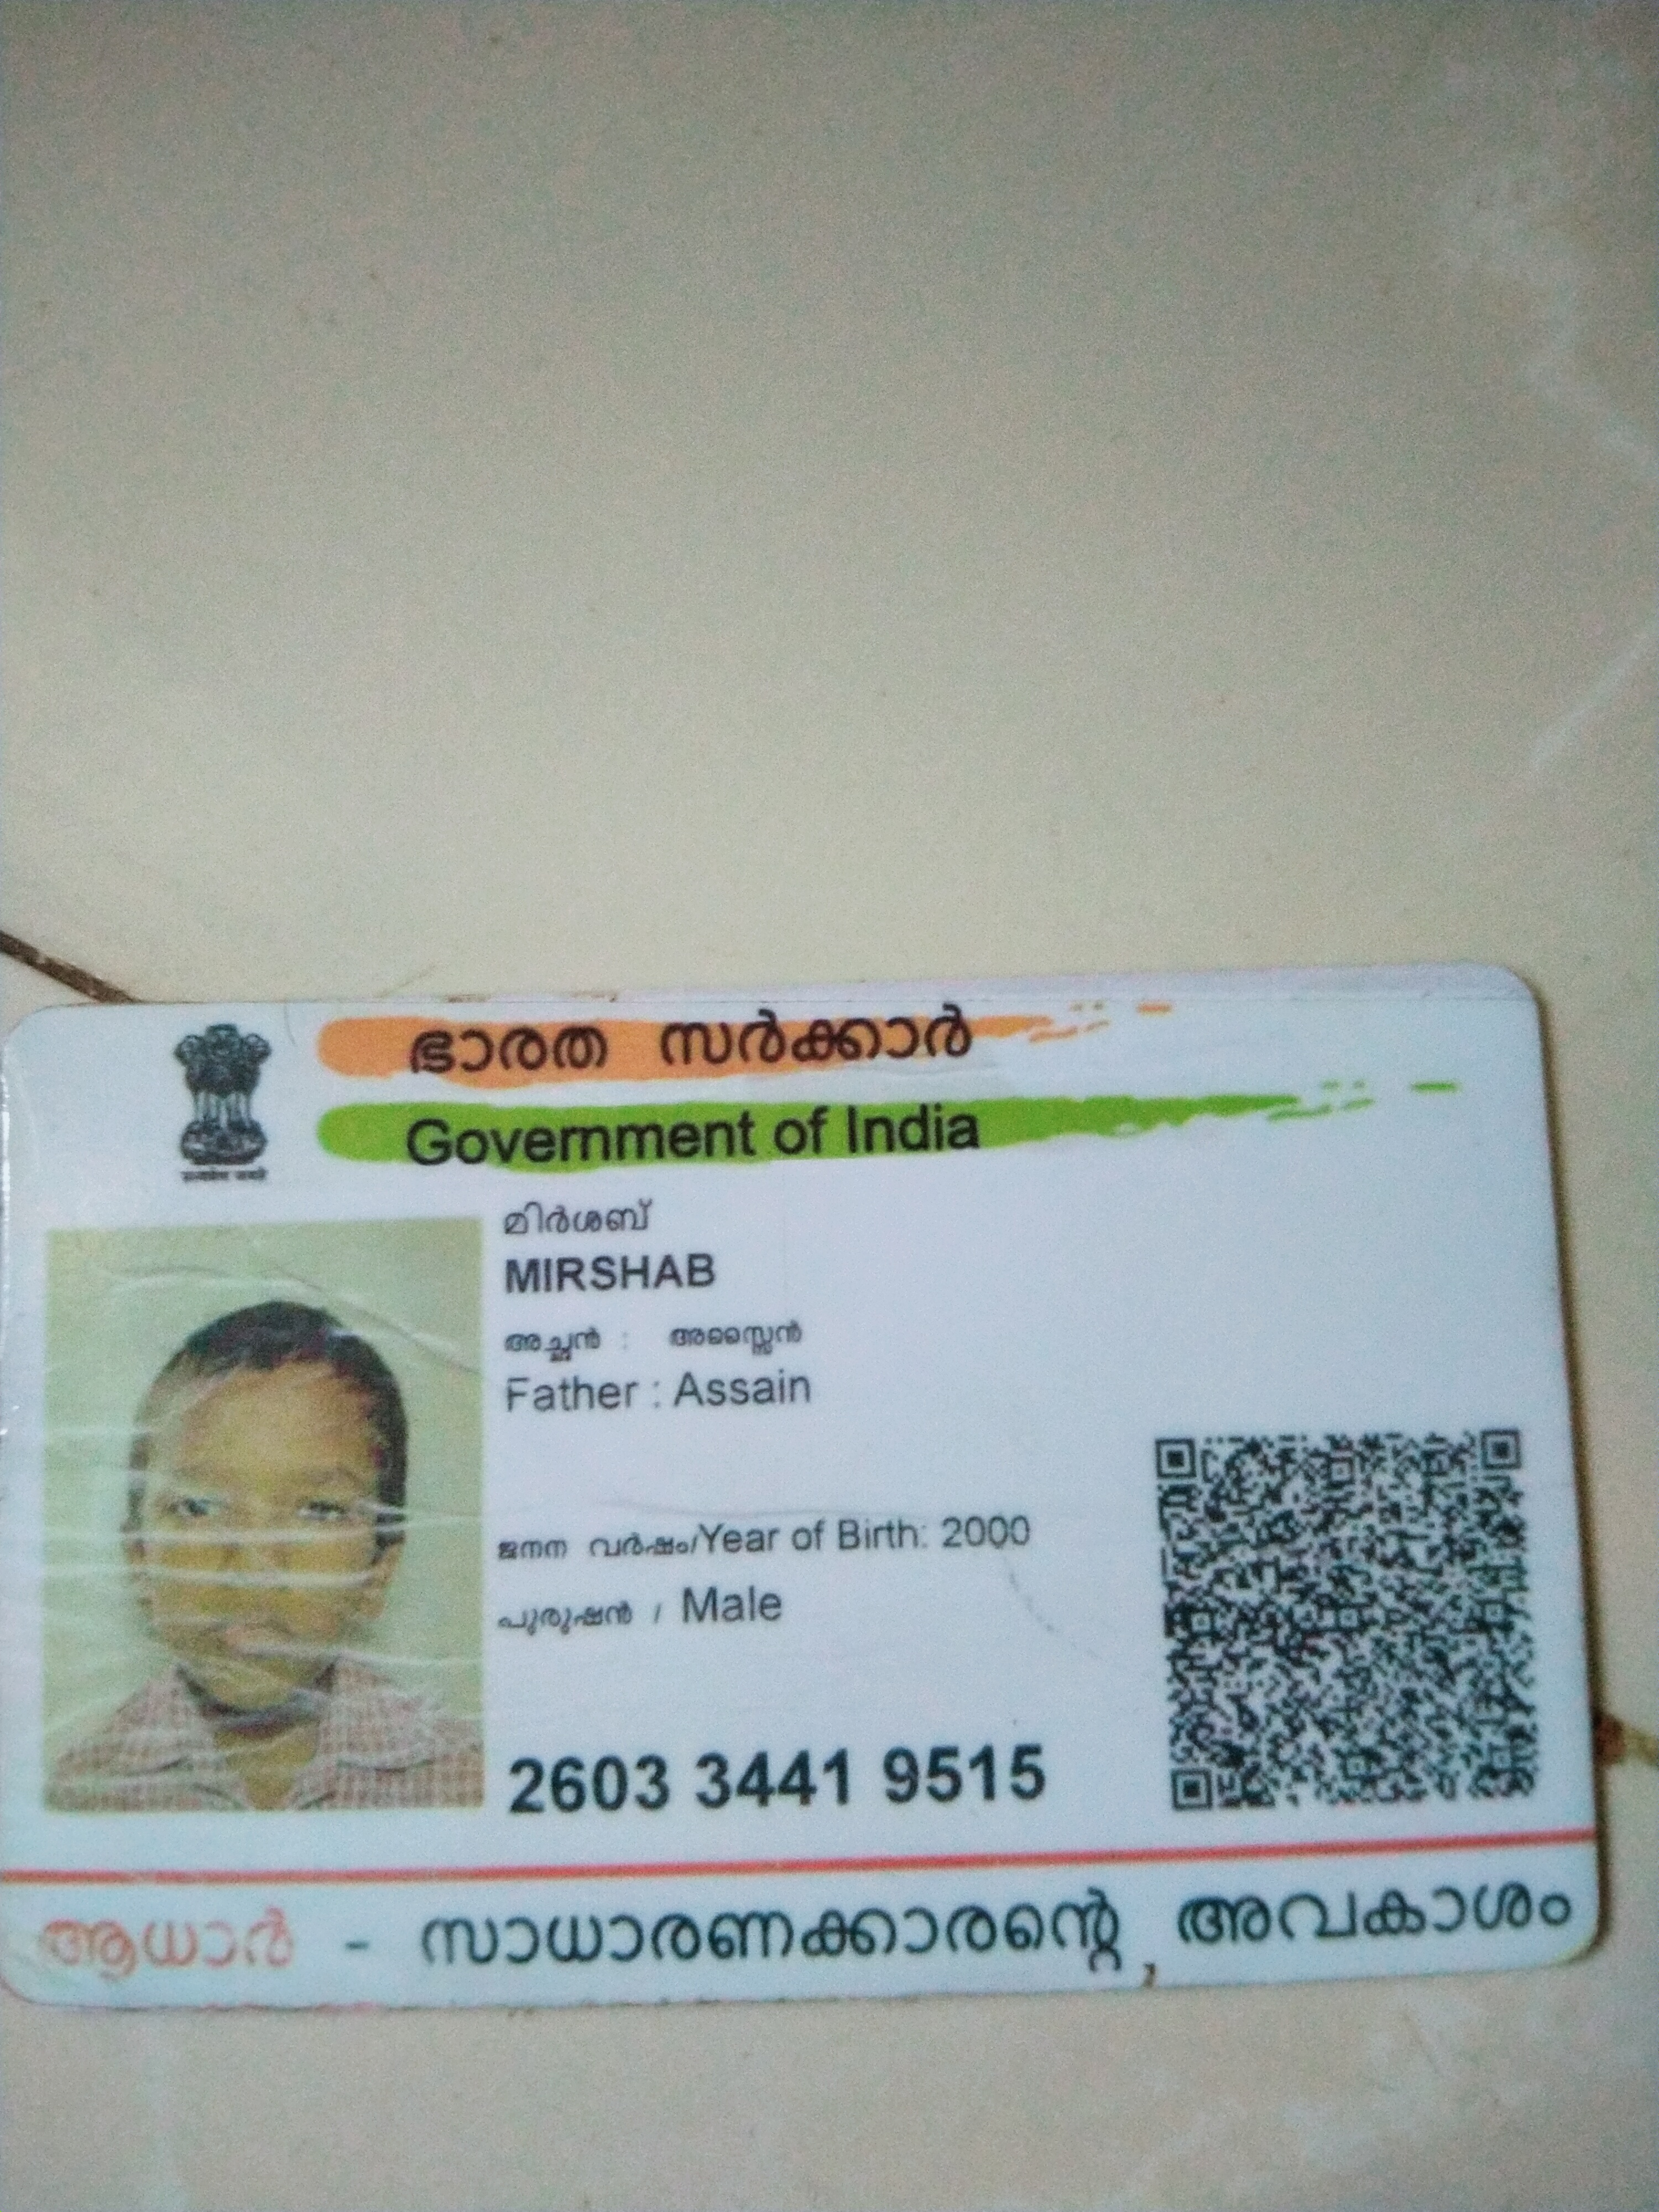 ഭാരത സർക്കാർ
Government of India
മിർശബ്
MIRSHAB
അച്ഛൻ : അസ്സൈൻ
Father : Assain
ജനന വർഷം/Year of Birth: 2000
പുരുഷൻ / Male
2603 3441 9515
ആധാർ - സാധാരണക്കാരന്റെ അവകാശം